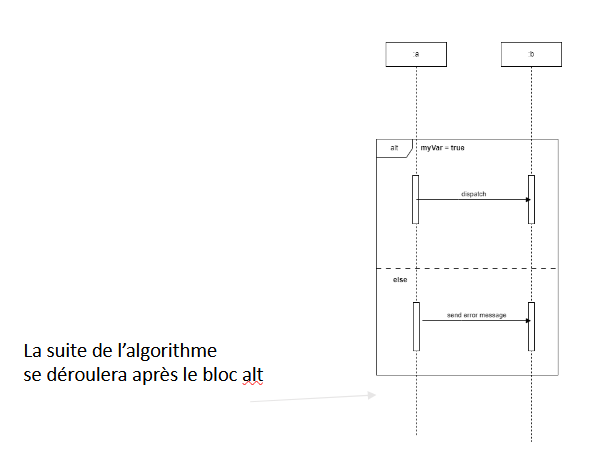 :a
:b
alt
myVar = true
dispatch
else
send error message
La suite de l’algorithme
se déroulera après le bloc alt